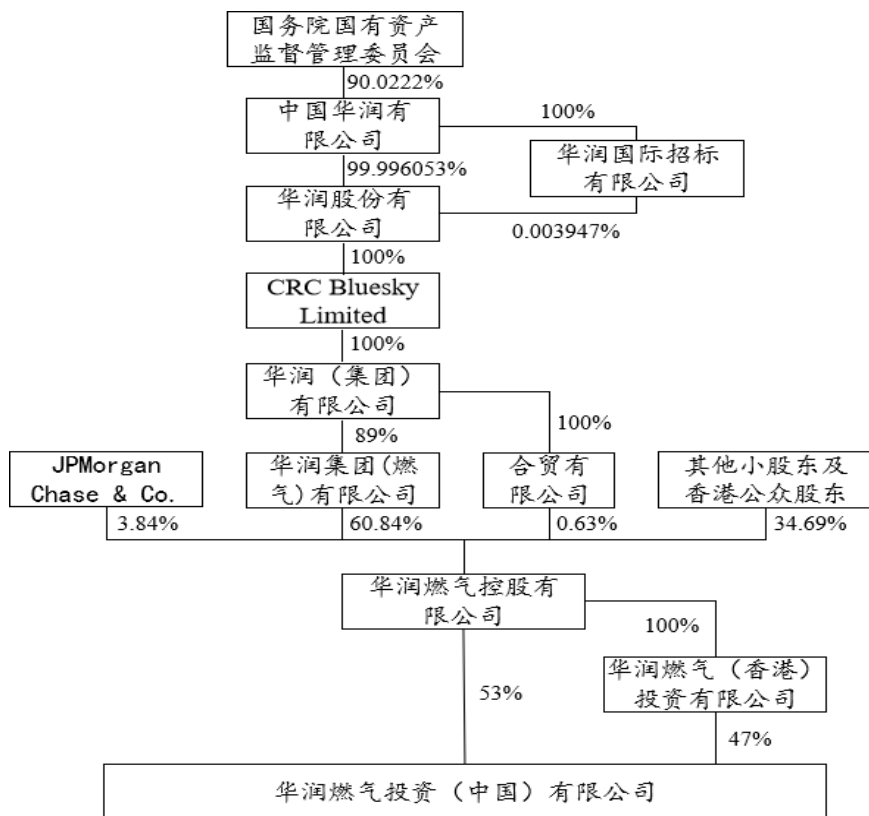 国务院国有资产
监督管理委员会
90.0222%
中国华润有
限公司
100%
华润国际招标
有限公司
99.996053%
华润股份有
限公司
0.003947%
100%
CRC Bluesky
Limited
100%
华润（集团）
有限公司
100%
89%
JPMorgan
Chase & Co.
华润集团(燃
气)有限公司
合贸有
限公司
其他小股东及
香港公众股东
3.84%
60.84%
0.63%
34.69%
华润燃气控股有
限公司
100%
华润燃气（香港）
投资有限公司
53%
47%
华润燃气投资（中国）有限公司